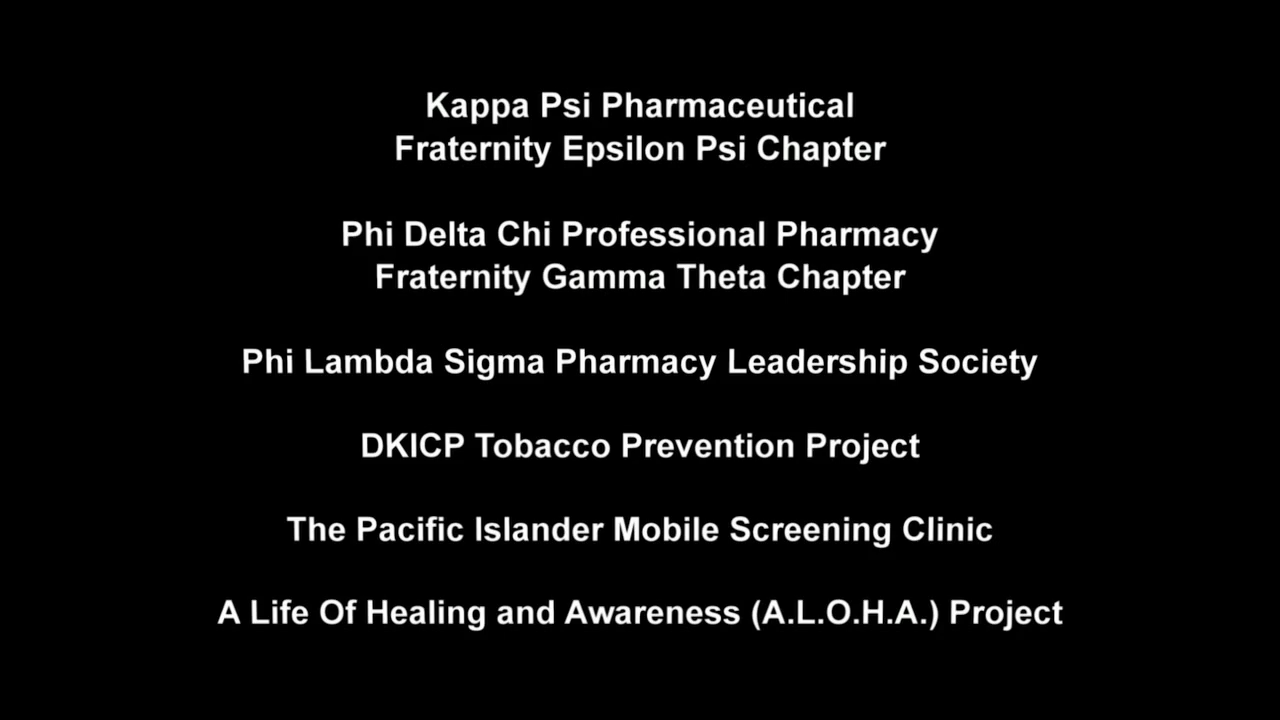 Kappa Psi Pharmaceutical
Fraternity Epsilon Psi Chapter
Phi Delta Chi Professional Pharmacy
Fraternity Gamma Theta Chapter
Phi Lambda Sigma Pharmacy Leadership Society
DKICP Tobacco Prevention Project
The Pacific Islander Mobile Screening Clinic
A Life Of Healing and Awareness (A.L.O.H.A.) Project